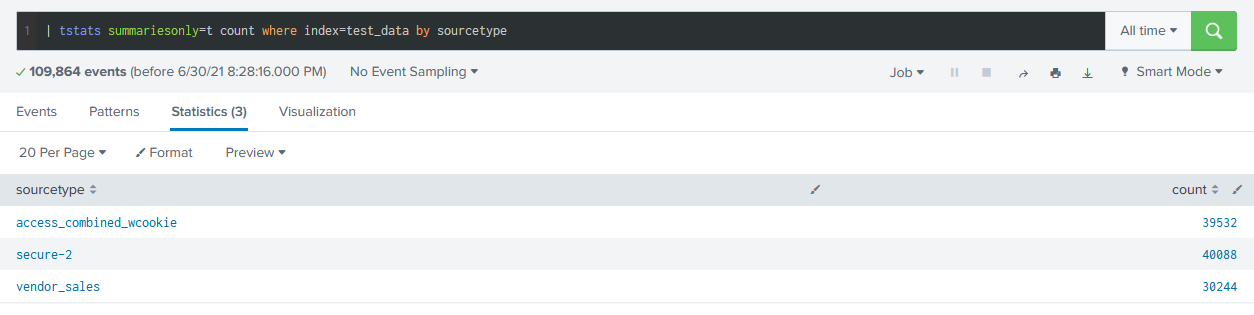 1 | tstats summariesonly=t count where index=test_data by sourcetype All time
109,864 events (before 6/30/21 8:28:16.000 PM) No Event Sampling Job Smart Mode
Events Patterns Statistics (3) Visualization
20 Per Page Format Preview
sourcetype count
access_combined_wcookie 39532
secure-2 40088
vendor_sales 30244